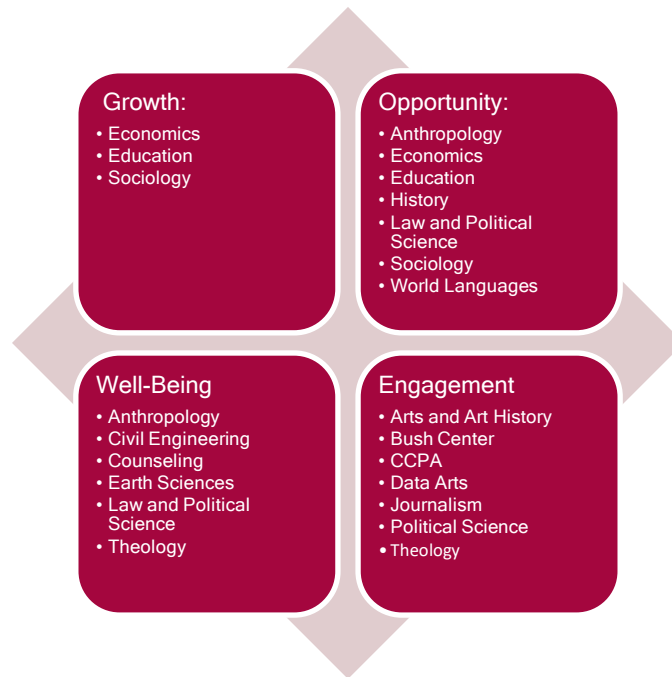 Growth:
• Economics
• Education
• Sociology
Opportunity:
• Anthropology
• Economics
• Education
• History
• Law and Political
Science
• Sociology
• World Languages
Well-Being
• Anthropology
• Civil Engineering
• Counseling
• Earth Sciences
• Law and Political
Science
• Theology
Engagement
• Arts and Art History
• Bush Center
• CCPA
• Data Arts
• Journalism
• Political Science
• Theology